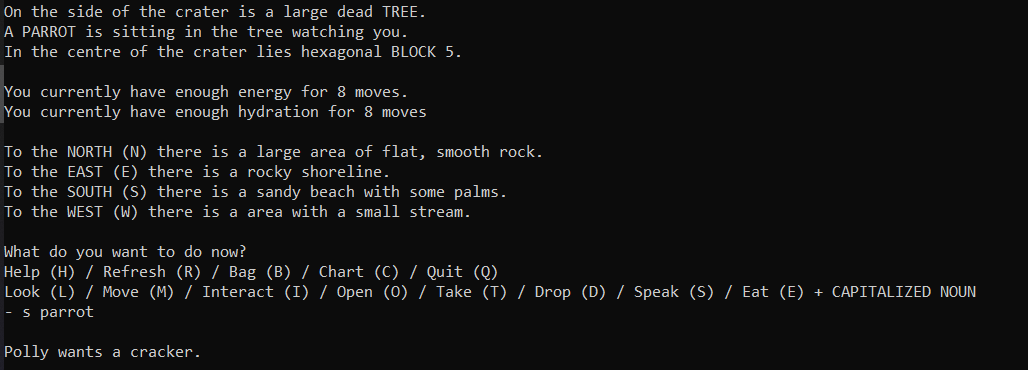 On the side of the crater is a large dead TREE.
A PARROT is sitting in the tree watching you.
In the centre of the crater lies hexagonal BLOCK 5.
You currently have enough energy for 8 moves.
You currently have enough hydration for 8 moves
To the NORTH (N) there is a large area of flat, smooth rock.
To the EAST (E) there is a rocky shoreline.
To the SOUTH (S) there is a sandy beach with some palms.
To the WEST (W) there is a area with a small stream.
What do you want to do now?
Help (H) / Refresh (R) / Bag (B) / Chart (C) / Quit (Q)
Look (L) / Move (M) / Interact (I) / Open (O) / Take (T) / Drop (D) / Speak (S) / Eat (E) + CAPITALIZED NOUN
- s parrot
Polly wants a cracker.